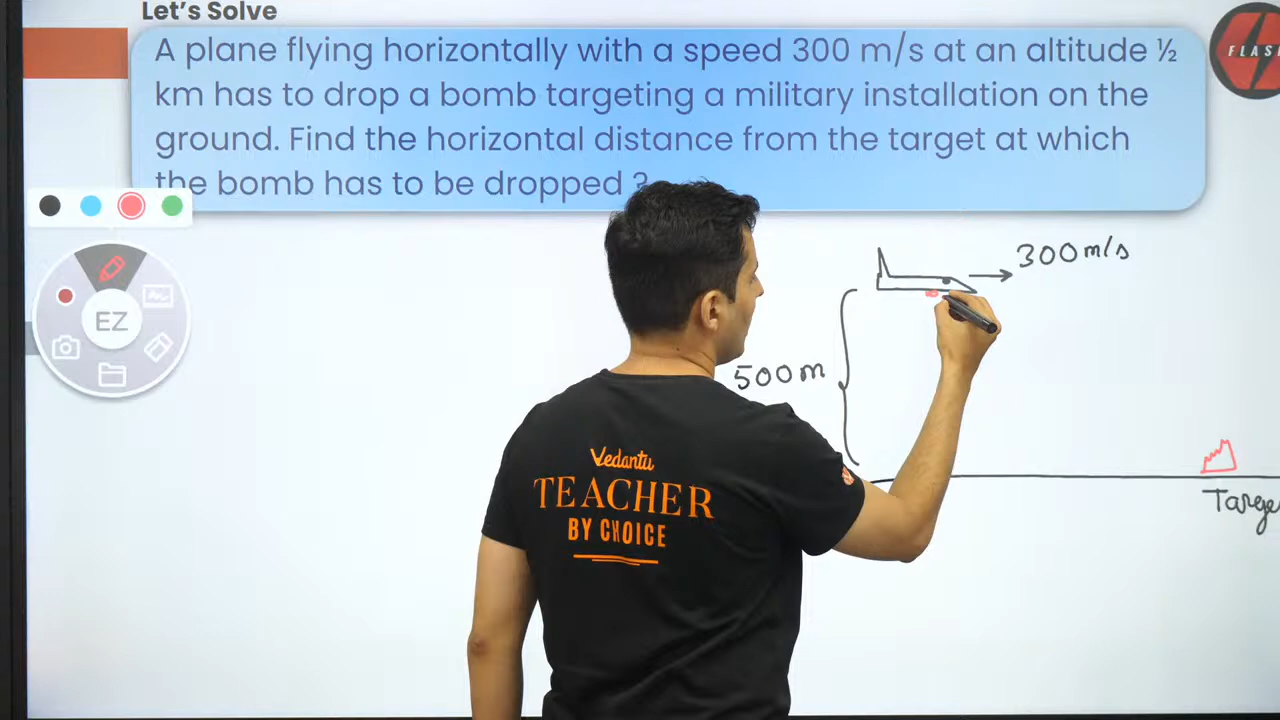 Let's Solve
A plane flying horizontally with a speed 300 m/s at an altitude ½
km has to drop a bomb targeting a military installation on the
ground. Find the horizontal distance from the target at which
the bomb has to be dropped ?
FLAS
EZ
300 m/s
500 m
Targe
Vedantu
TEACHER
BY CHOICE